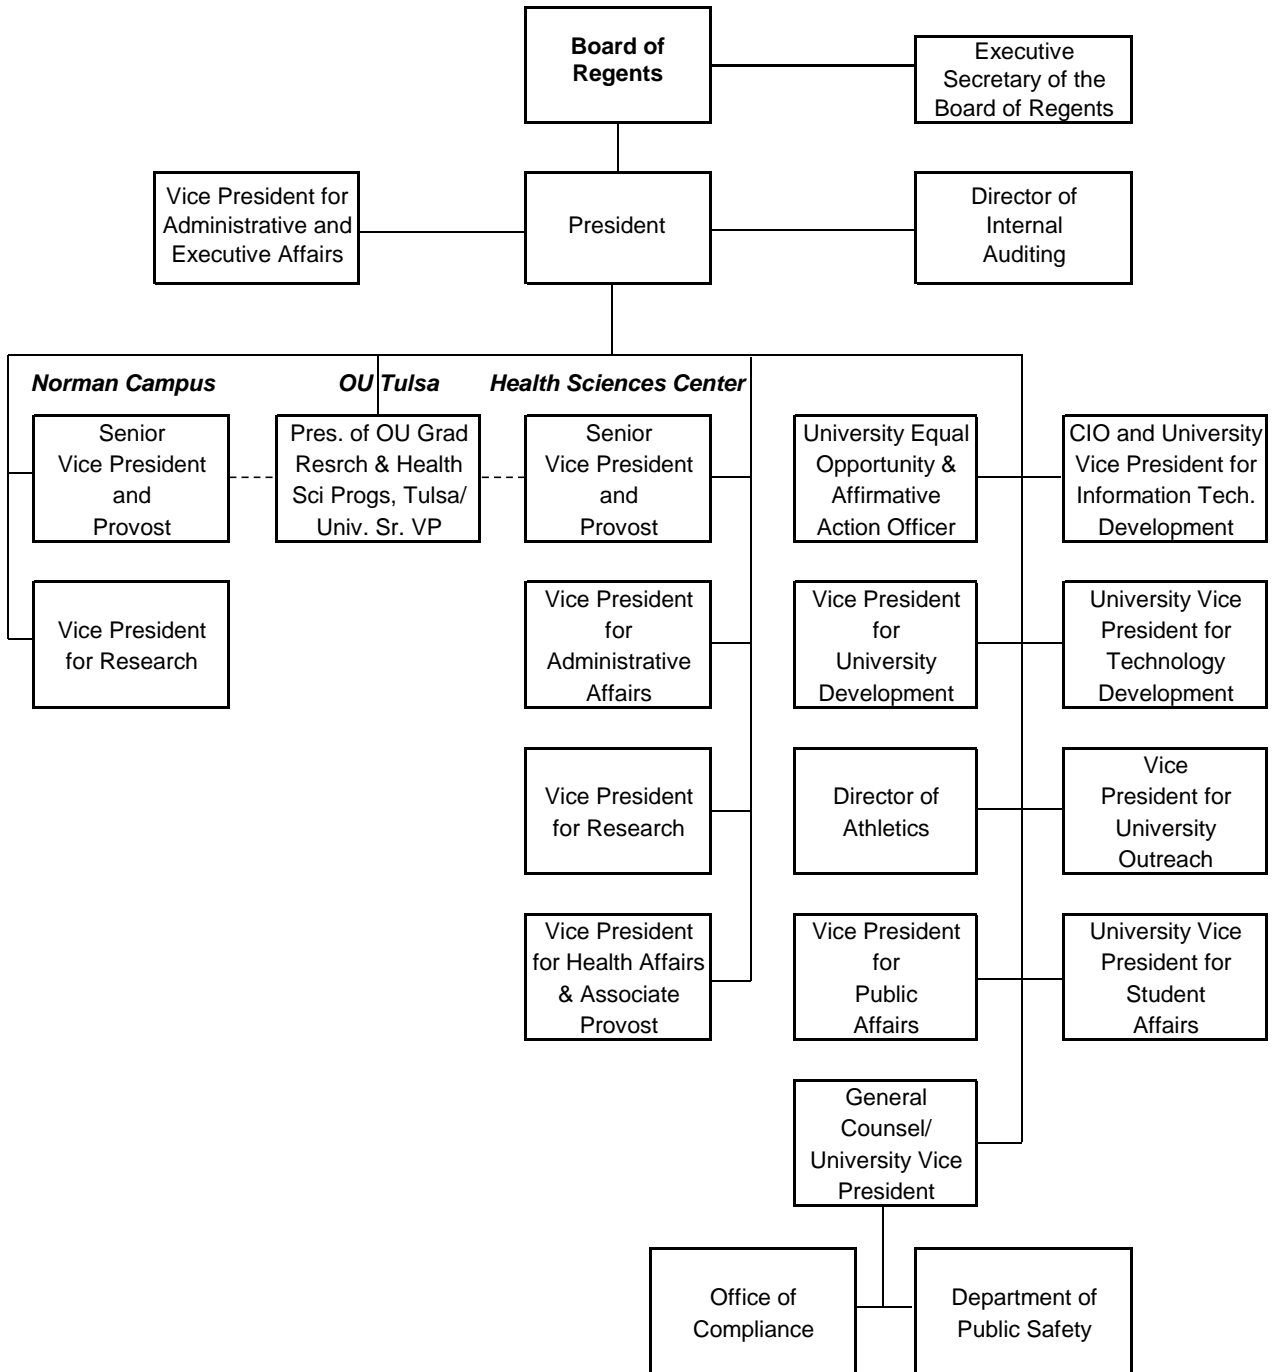 Board of
Regents
Executive
Secretary of the
Board of Regents
Vice President for
Administrative and
Executive Affairs
President
Director of
Internal
Auditing
Norman Campus
OU Tulsa
Health Sciences Center
Senior
Vice President
and
Provost
Pres. of OU Grad
Resrch & Health
Sci Progs, Tulsa/
Univ. Sr. VP
Senior
Vice President
and
Provost
University Equal
Opportunity &
Affirmative
Action Officer
CIO and University
Vice President for
Information Tech.
Development
Vice President
for Research
Vice President
for
Administrative
Affairs
Vice President
for
University
Development
University Vice
President for
Technology
Development
Vice President
for Research
Director of
Athletics
Vice
President for
University
Outreach
Vice President
for Health Affairs
& Associate
Provost
Vice President
for
Public
Affairs
University Vice
President for
Student
Affairs
General
Counsel/
University Vice
President
Office of
Compliance
Department of
Public Safety